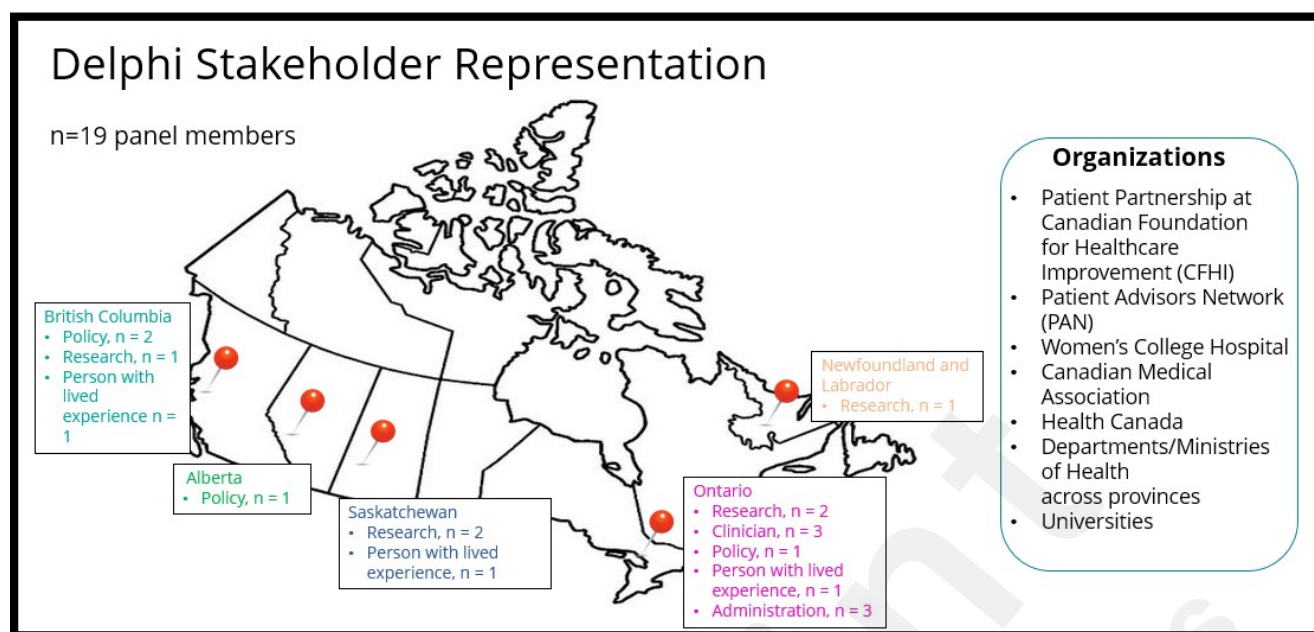 Delphi Stakeholder Representation
n=19 panel members
British Columbia
• Policy, n = 2
• Research, n = 1
• Person with
lived
experience n =
1
Alberta
• Policy, n = 1
Saskatchewan
• Research, n = 2
• Person with lived
experience, n = 1
Ontario
• Research, n = 2
• Clinician, n = 3
• Policy, n = 1
• Person with lived
experience, n = 1
• Administration, n = 3
Newfoundland and
Labrador
• Research, n = 1
Organizations
• Patient Partnership at
Canadian Foundation
for Healthcare
Improvement (CFHI)
• Patient Advisors Network
(PAN)
• Women’s College Hospital
• Canadian Medical
Association
• Health Canada
• Departments/Ministries
of Health
across provinces
• Universities